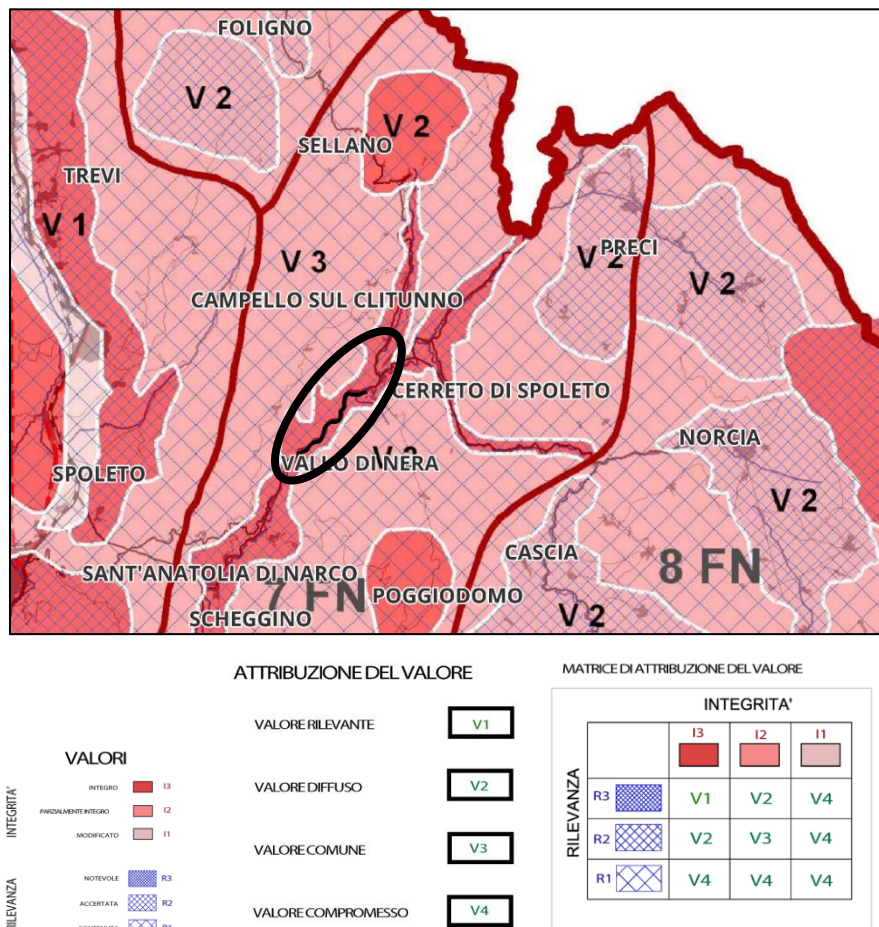 FOLIGNO
V 2
V 2
SELLANO
TREVI
V 1
V 2
PRECI
V 3
V 2
CAMPELLO SUL CLITUNNO
CERRETO DI SPOLETO
NORCIA
SPOLETO
VALLO DI NERA
V 2
CASCIA
8 FN
SANT'ANATOLIA DI NARCO
7 FN
POGGIODOMO
SCHEGGINO
V 2
ATTRIBUZIONE DEL VALORE
VALORE RILEVANTE V1
VALORE DIFFUSO V2
VALORE COMUNE V3
VALORE COMPROMESSO V4
VALORI
INTEGRITA'
INTEGRO I3
PARZIALMENTE INTEGRO I2
MODIFICATO I1
RILEVANZA
NOTEVOLE R3
ACCERTATA R2
MATRICE DI ATTRIBUZIONE DEL VALORE
INTEGRITA'
I3 I2 I1
RILEVANZA
R3 V1 V2 V4
R2 V2 V3 V4
R1 V4 V4 V4